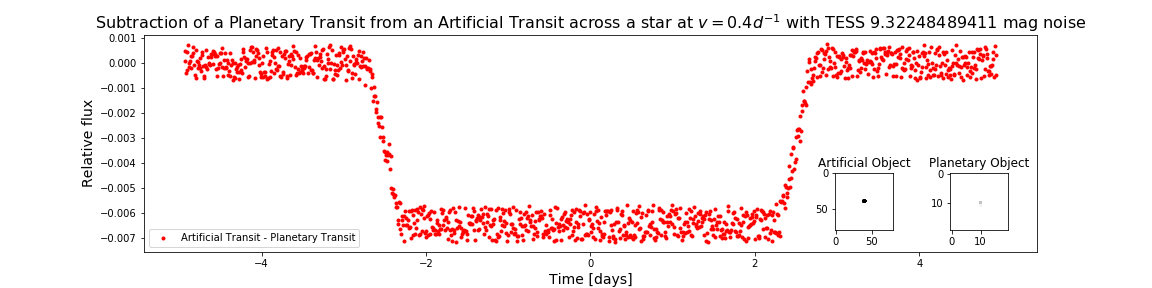 Subtraction of a Planetary Transit from an Artificial Transit across a star at v = 0.4d⁻¹ with TESS 9.32248489411 mag noise
0.001
0.000
−0.001
−0.002
−0.003
−0.004
−0.005
−0.006
−0.007
Relative flux
Artificial Transit - Planetary Transit
Artificial Object
0
50
0 50
Planetary Object
0
10
0 10
−4 −2 0 2 4
Time [days]